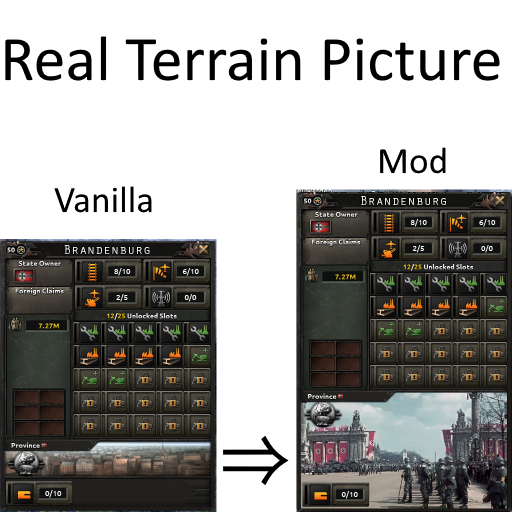 Real Terrain Picture
Mod
Vanilla
50
BRANDENBURG
State Owner
8/10
6/10
Foreign Claims
2/5
0/0
12/25 Unlocked Slots
7.27M
Province
0/10
50
BRANDENBURG
State Owner
8/10
6/10
Foreign Claims
2/5
0/0
12/25 Unlocked Slots
7.27M
Province
0/10